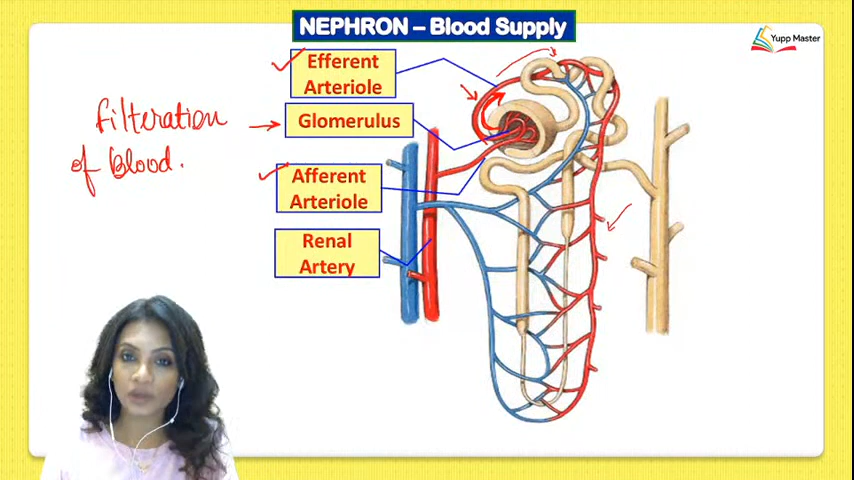 NEPHRON – Blood Supply
Yupp Master
Efferent
Arteriole
Glomerulus
Afferent
Arteriole
Renal
Artery
filteration
of blood.